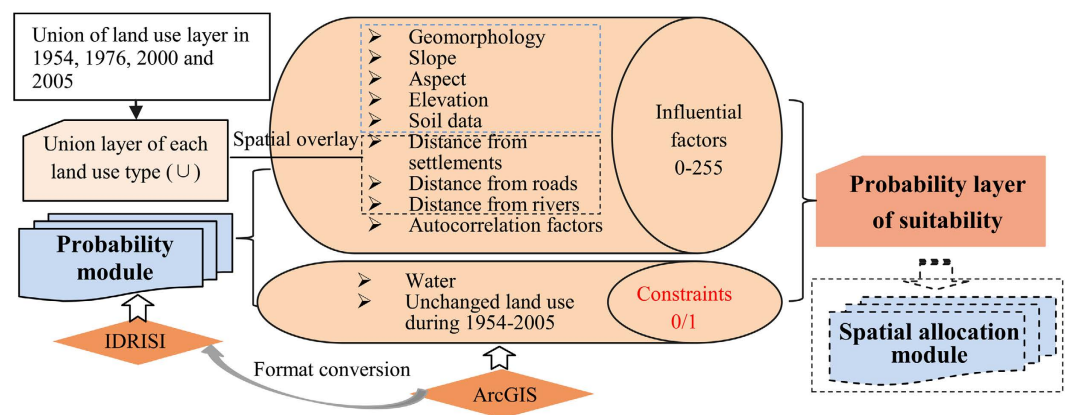 Union of land use layer in
1954, 1976, 2000 and
2005
Union layer of each
land use type (∪)
Spatial overlay
Probability
module
IDRISI
Format conversion
ArcGIS
➢ Geomorphology
➢ Slope
➢ Aspect
➢ Elevation
➢ Soil data
➢ Distance from
settlements
➢ Distance from roads
➢ Distance from rivers
➢ Autocorrelation factors
Influential
factors
0-255
➢ Water
➢ Unchanged land use
during 1954-2005
Constraints
0/1
Probability layer
of suitability
Spatial allocation
module